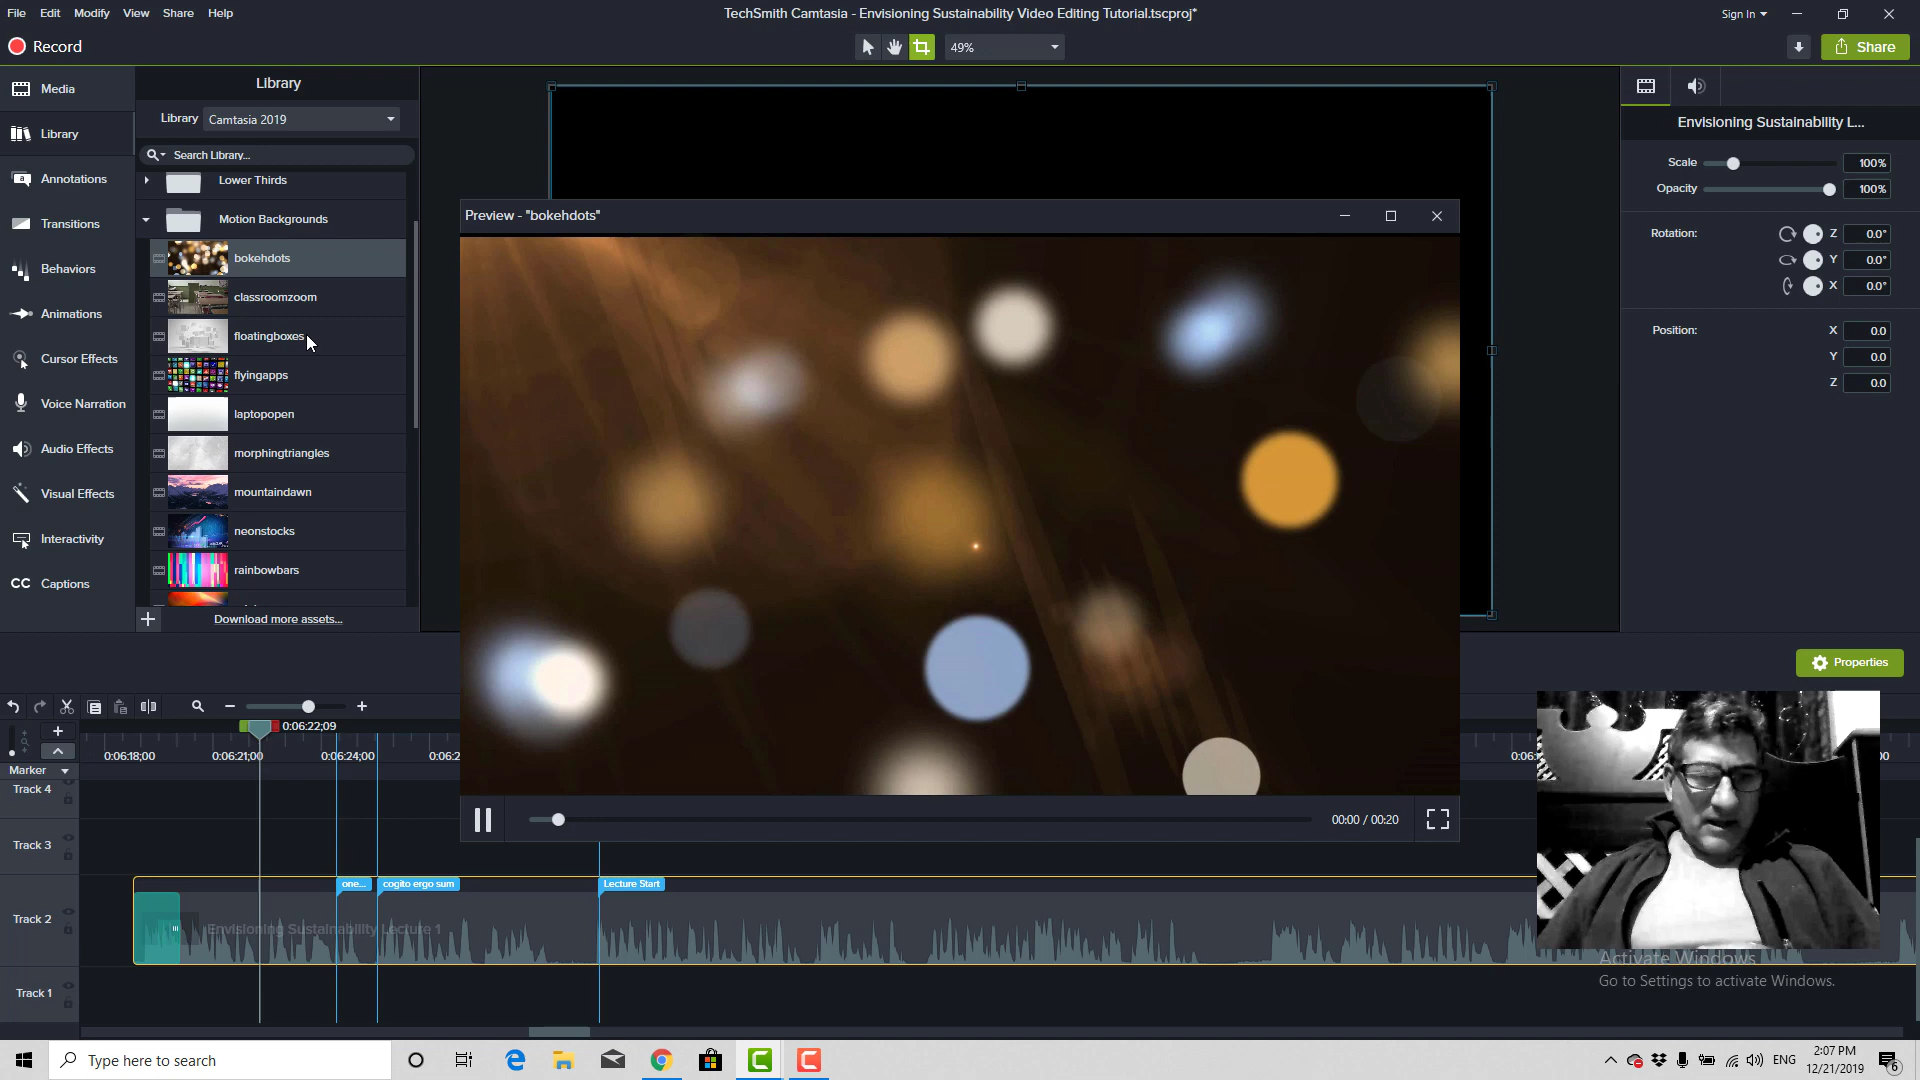 File Edit Modify View Share Help
TechSmith Camtasia - Envisioning Sustainability Video Editing Tutorial.tscproj*
Sign In
Record
49%
Share
Media
Library
Annotations
Transitions
Behaviors
Animations
Cursor Effects
Voice Narration
Audio Effects
Visual Effects
Interactivity
CC Captions
Library
Library Camtasia 2019
Search Library...
Lower Thirds
Motion Backgrounds
bokehdots
classroomzoom
floatingboxes
flyingapps
laptopopen
morphingtriangles
mountaindawn
neonstocks
rainbowbars
Download more assets...
Preview - "bokehdots"
00:00 / 00:20
Envisioning Sustainability L...
Scale 100%
Opacity 100%
Rotation: Z 0.0°
Y 0.0°
X 0.0°
Position: X 0.0
Y 0.0
Z 0.0
Properties
0:06:22;09
0:06:18;00 0:06:21;00 0:06:24;00
Marker
Track 4
Track 3
Track 2
Track 1
one... cogito ergo sum Lecture Start
Envisioning Sustainability Lecture 1
Activate Windows
Go to Settings to activate Windows.
Type here to search
ENG
2:07 PM
12/21/2019
6